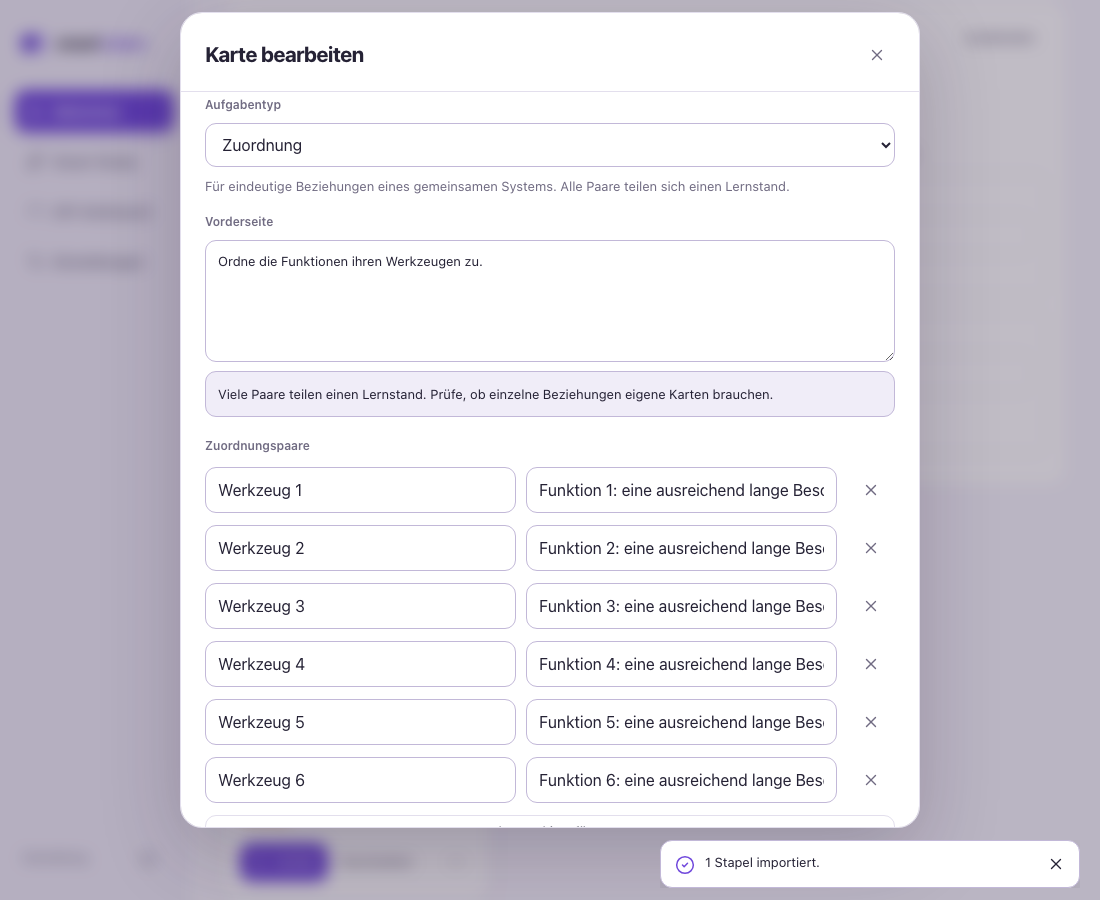 Karte bearbeiten
Aufgabentyp
Zuordnung
Für eindeutige Beziehungen eines gemeinsamen Systems. Alle Paare teilen sich einen Lernstand.
Vorderseite
Ordne die Funktionen ihren Werkzeugen zu.
Viele Paare teilen einen Lernstand. Prüfe, ob einzelne Beziehungen eigene Karten brauchen.
Zuordnungspaare
Werkzeug 1 Funktion 1: eine ausreichend lange
Werkzeug 2 Funktion 2: eine ausreichend lange
Werkzeug 3 Funktion 3: eine ausreichend lange
Werkzeug 4 Funktion 4: eine ausreichend lange
Werkzeug 5 Funktion 5: eine ausreichend lange
Werkzeug 6 Funktion 6: eine ausreichend lange
1 Stapel importiert.